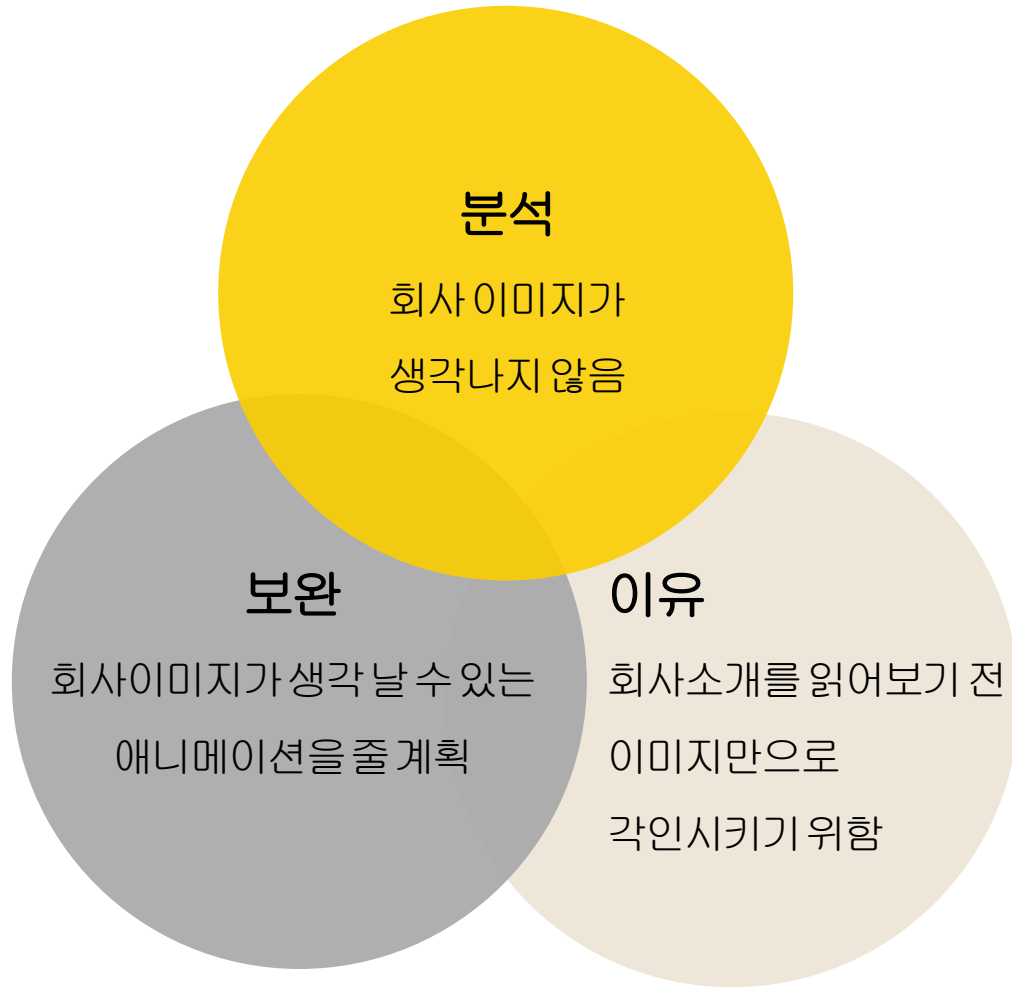 분석
회사 이미지가
생각나지 않음
보완
회사이미지가 생각 날 수 있는
애니메이션을 줄 계획
이유
회사소개를 읽어보기 전
이미지만으로
각인시키기 위함